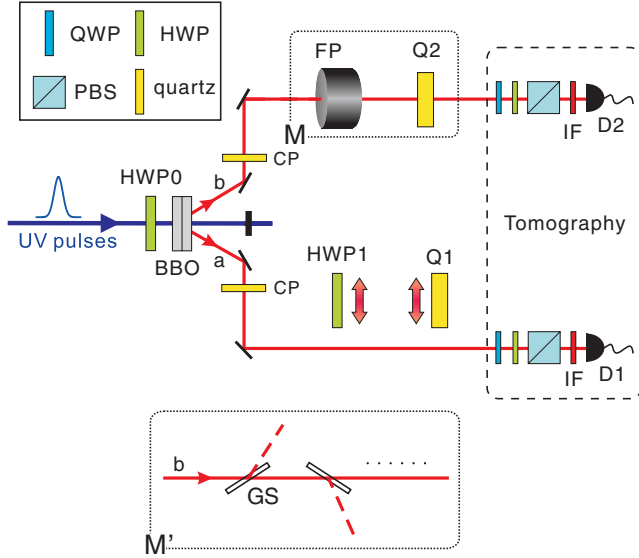 QWP HWP
PBS quartz
FP Q2
M
CP
IF D2
HWP0
b
UV pulses
BBO
a
CP
HWP1 Q1
Tomography
IF D1
b
GS
......
M'